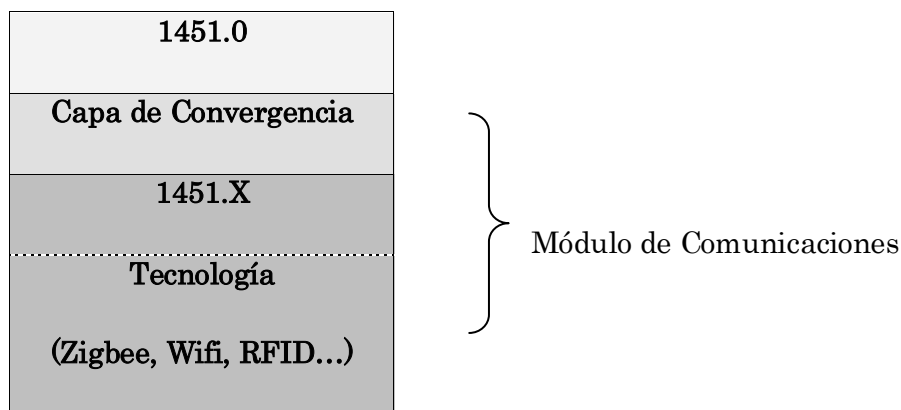 1451.0
Capa de Convergencia
1451.X
Módulo de Comunicaciones
Tecnología
(Zigbee, Wifi, RFID...)